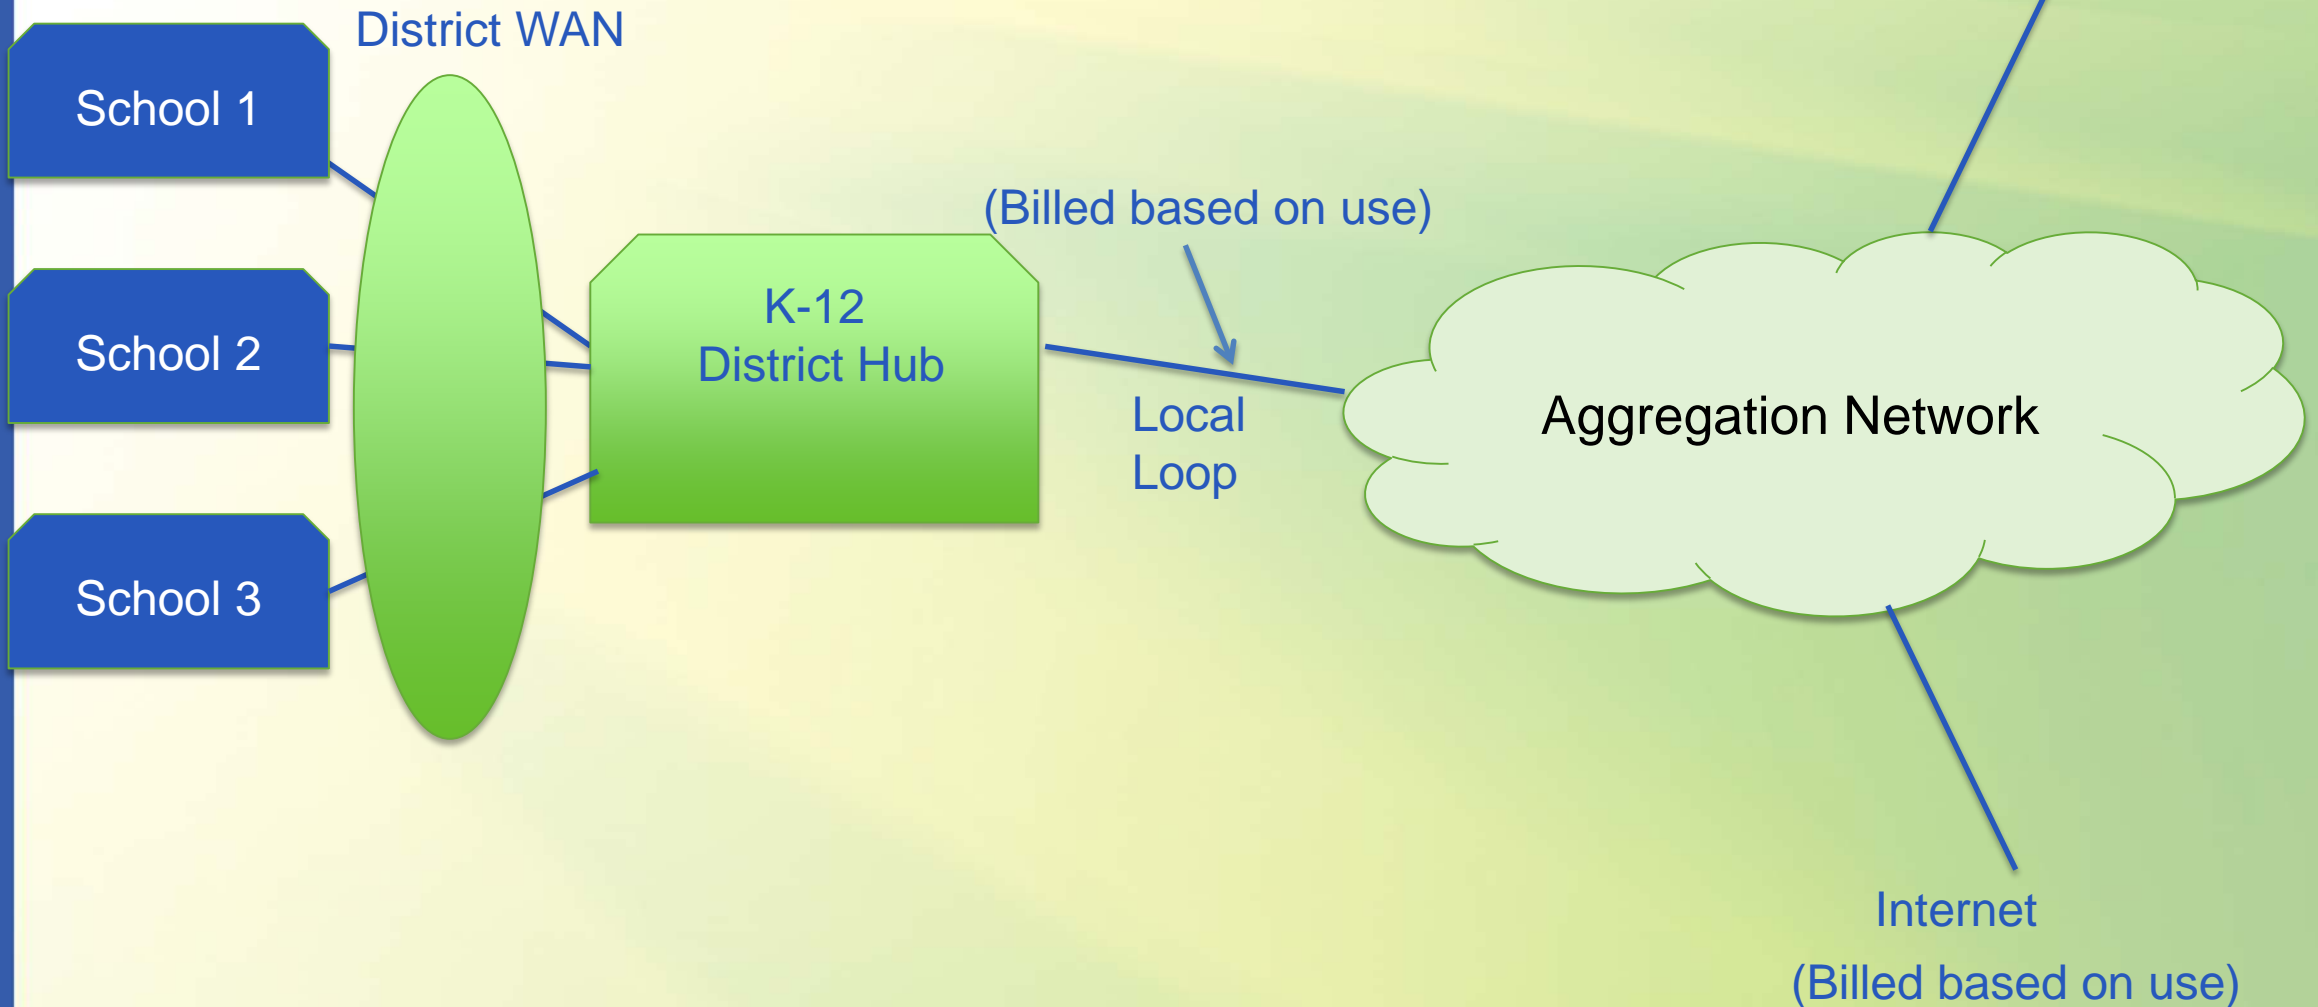 District WAN
School 1
School 2
School 3
K-12
District Hub
(Billed based on use)
Local
Loop
Aggregation Network
Internet
(Billed based on use)